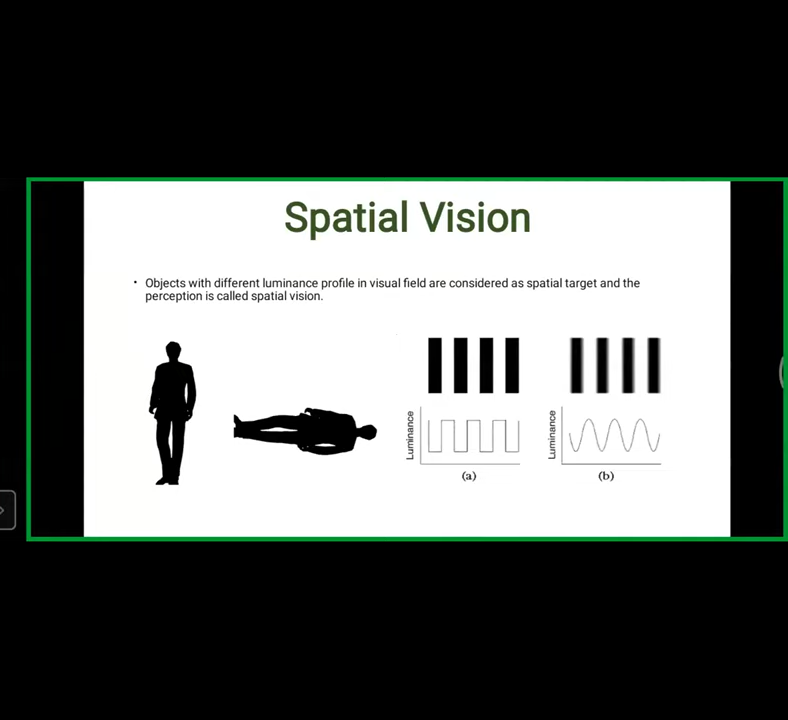 Spatial Vision
• Objects with different luminance profile in visual field are considered as spatial target and the
perception is called spatial vision.
Luminance
(a)
Luminance
(b)